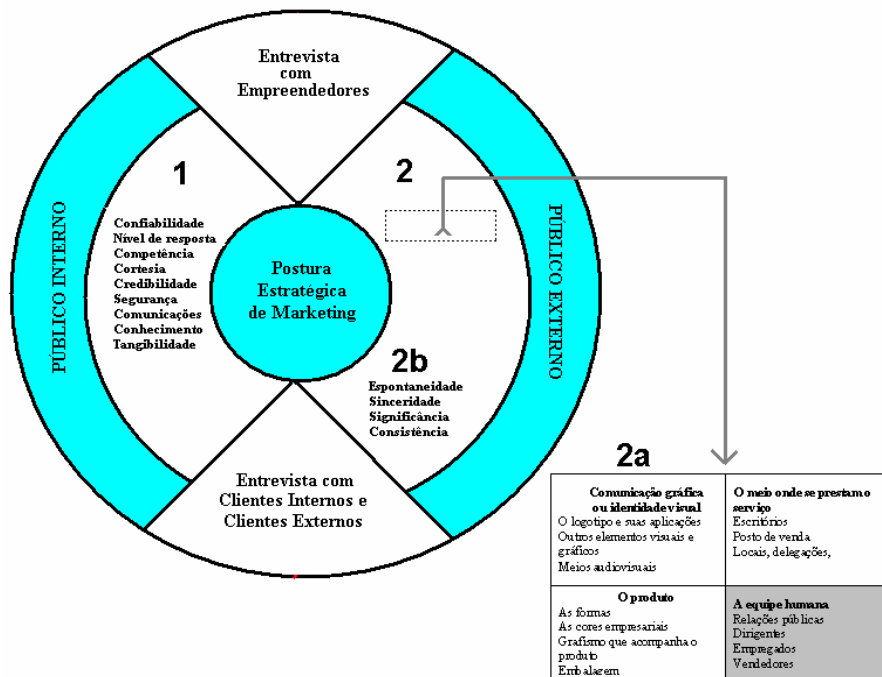 Entrevista
com
Empreendedores
PÚBLICO INTERNO
1
Confiabilidade
Nível de resposta
Competência
Cortesia
Credibilidade
Segurança
Comunicações
Conhecimento
Tangibilidade
Postura
Estratégica
de Marketing
2
2b
Espontaneidade
Sinceridade
Significância
Consistência
PÚBLICO EXTERNO
Entrevista com
Clientes Internos e
Clientes Externos
2a
Comunicação gráfica
ou identidade visual
O logotipo e suas aplicações
Outros elementos visuais e
gráficos
Meios audiovisuais
O meio onde se prestam o
serviço
Escritórios
Posto de venda
Locais, delegações,
O produto
As formas
As cores empresariais
Grafismo que acompanha o
produto
Embalagem
A equipe humana
Relações públicas
Dirigentes
Empregados
Vendedores